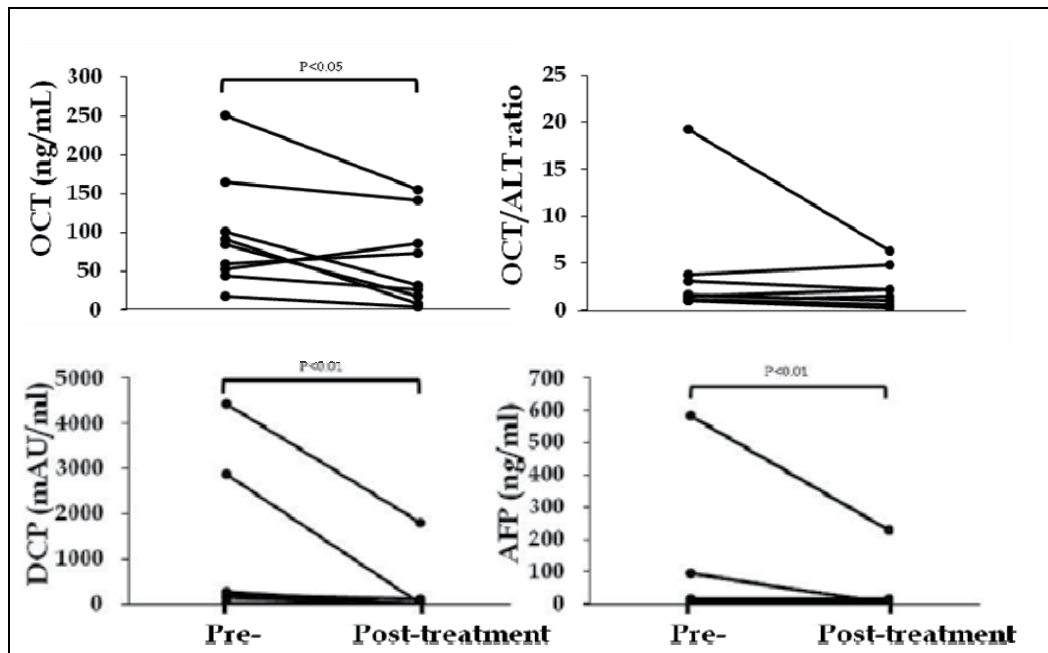 P<0.05
OCT (ng/mL)
300
250
200
150
100
50
0
OCT/ALT ratio
25
20
15
10
5
0
P<0.01
DCP (mAU/ml)
5000
4000
3000
2000
1000
0
Pre-
Post-treatment
P<0.01
AFP (ng/ml)
700
600
500
400
300
200
100
0
Pre-
Post-treatment